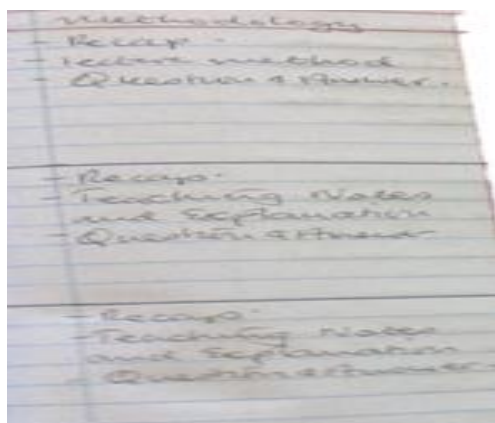 Methodology
- Recap.
- lecture method
- Question & Answer.
- Recap.
- Teaching Notes
and Explanation
- Question & Answer
- Recap.
- Teaching Notes
and Explanation
- Question & Answer.